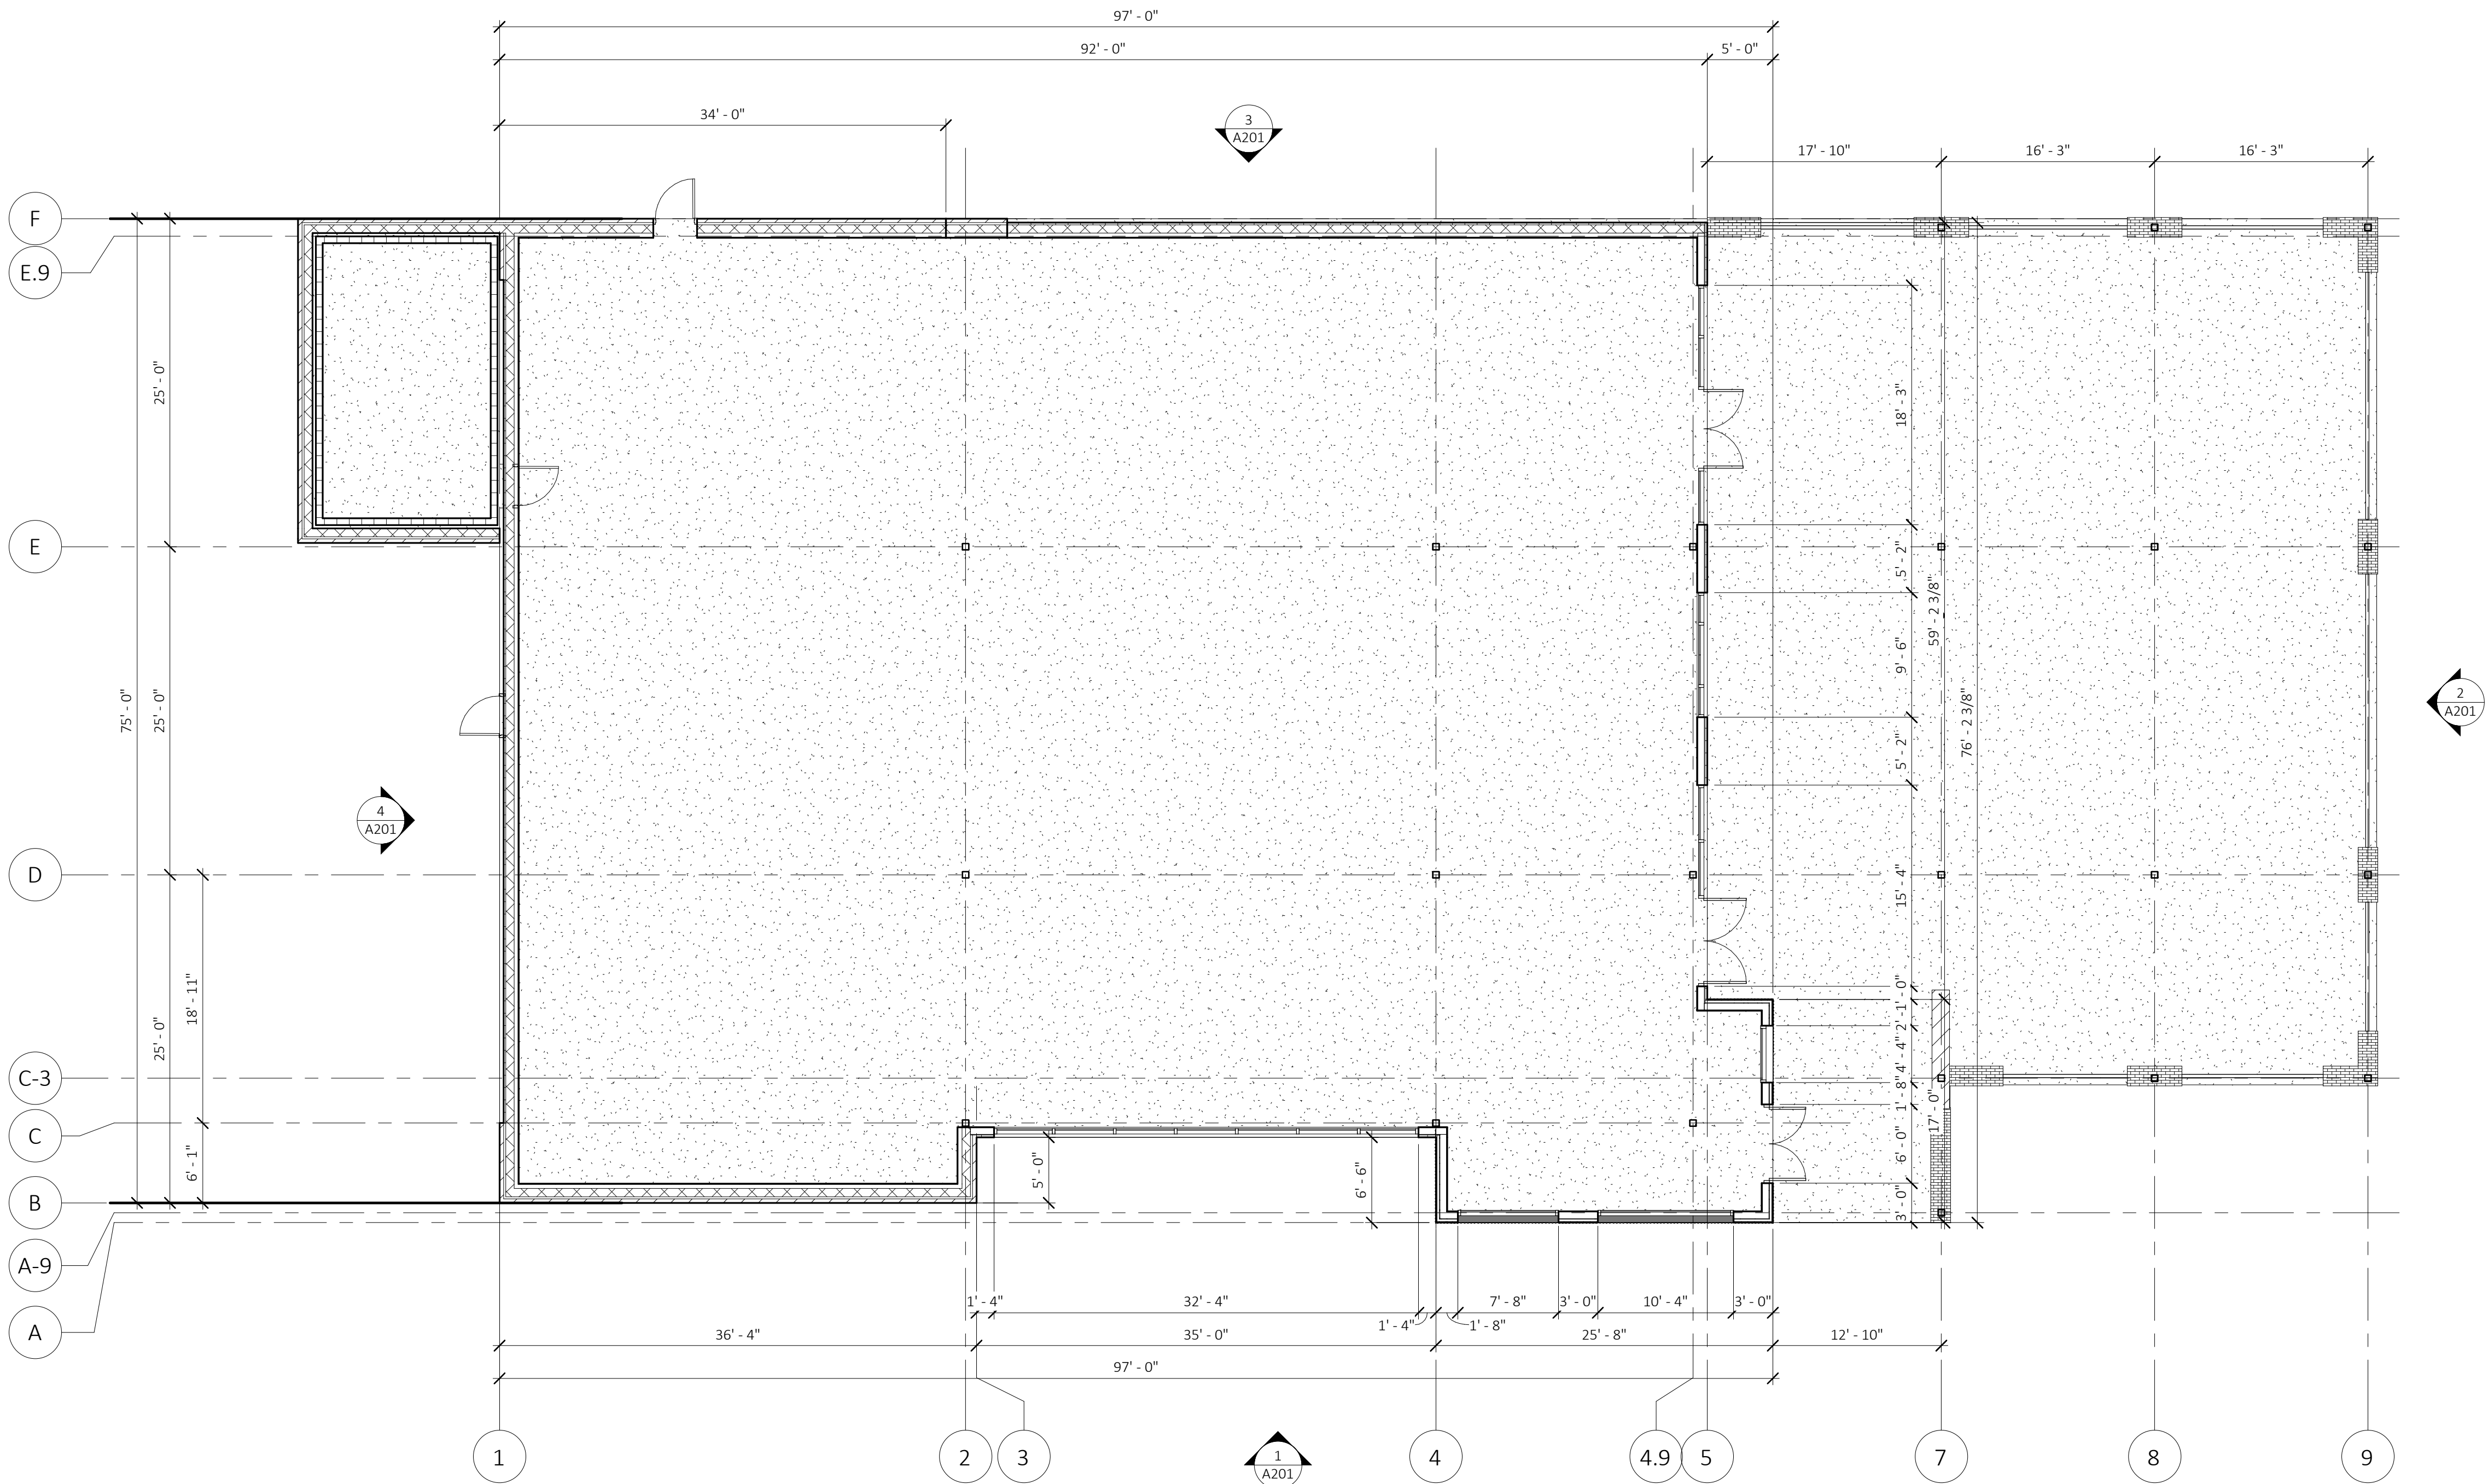 97' - 0"
92' - 0"
5' - 0"
34' - 0"
3
A201
17' - 10"
16' - 3"
16' - 3"
F
E.9
E
D
C-3
C
B
A-9
A
75' - 0"
25' - 0"
25' - 0"
25' - 0"
18' - 11"
6' - 1"
4
A201
18' - 3"
5' - 2"
9' - 6"
5' - 2"
15' - 4"
1' - 0"
2' - 1'
4' - 4"
1' - 8"
6' - 0"
3' - 0"
59' - 2 3/8"
76' - 2 3/8"
17' - 0"
2
A201
5' - 0"
6' - 6"
1' - 4"
32' - 4"
1' - 4"
1' - 8"
7' - 8"
3' - 0"
10' - 4"
3' - 0"
36' - 4"
35' - 0"
25' - 8"
12' - 10"
97' - 0"
1
2
3
4
4.9
5
7
8
9
1
A201